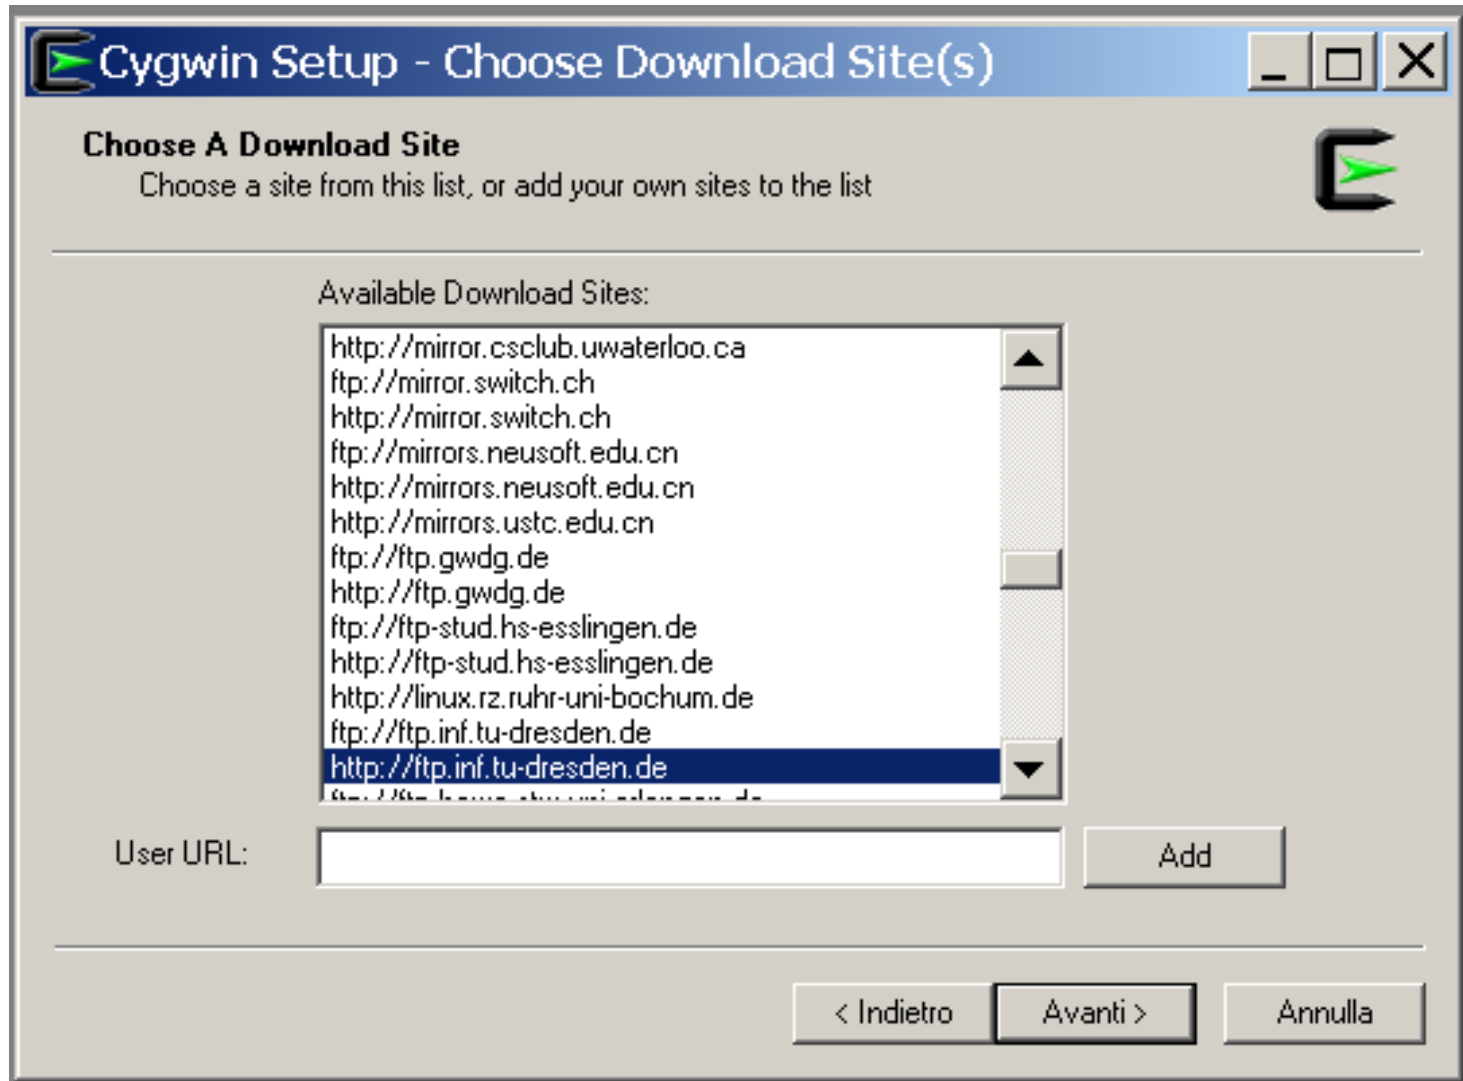 Cygwin Setup - Choose Download Site(s)
Choose A Download Site
Choose a site from this list, or add your own sites to the list
Available Download Sites:
http://mirror.csclub.uwaterloo.ca
ftp://mirror.switch.ch
http://mirror.switch.ch
ftp://mirrors.neusoft.edu.cn
http://mirrors.neusoft.edu.cn
http://mirrors.ustc.edu.cn
ftp://ftp.gwdg.de
http://ftp.gwdg.de
ftp://ftp-stud.hs-esslingen.de
http://ftp-stud.hs-esslingen.de
http://linux.rz.ruhr-uni-bochum.de
ftp://ftp.inf.tu-dresden.de
http://ftp.inf.tu-dresden.de
User URL:
Add
< Indietro
Avanti >
Annulla